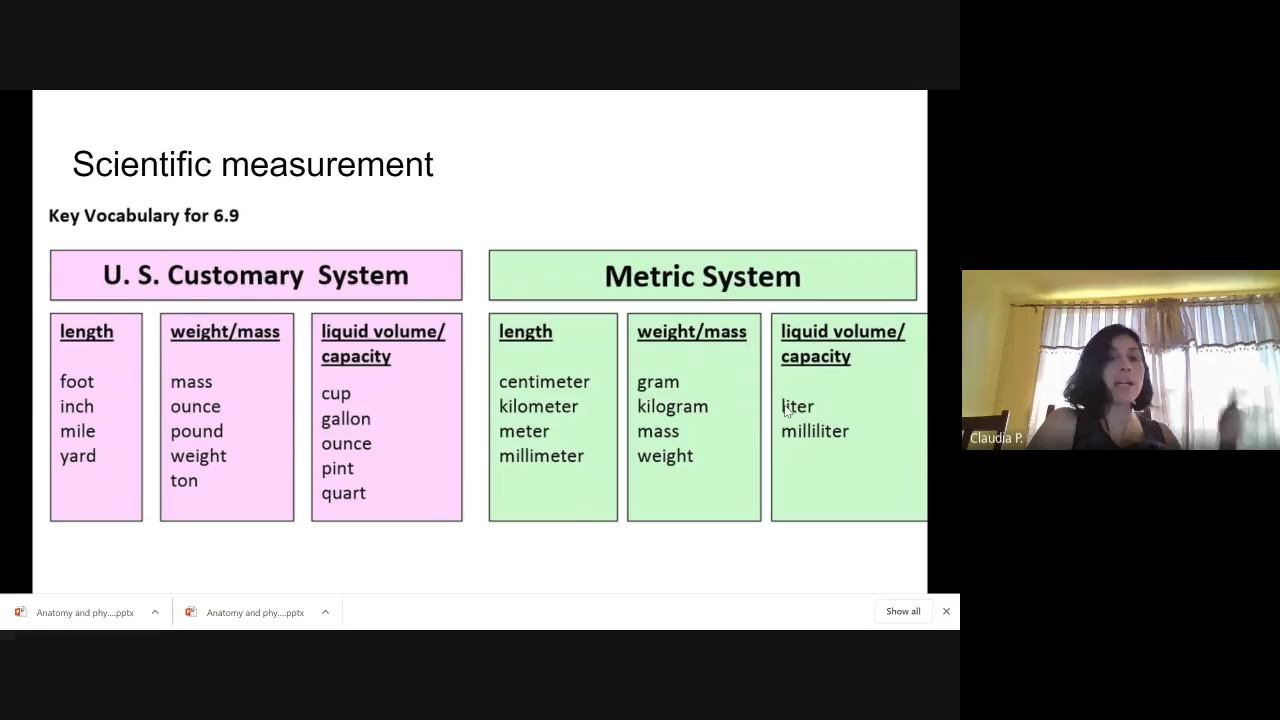 Scientific measurement
Key Vocabulary for 6.9
U. S. Customary System
length
foot
inch
mile
yard
weight/mass
mass
ounce
pound
weight
ton
liquid volume/
capacity
cup
gallon
ounce
pint
quart
Metric System
length
centimeter
kilometer
meter
millimeter
weight/mass
gram
kilogram
mass
weight
liquid volume/
capacity
liter
milliliter
Claudia P.
Anatomy and phy....pptx
Anatomy and phy....pptx
Show all